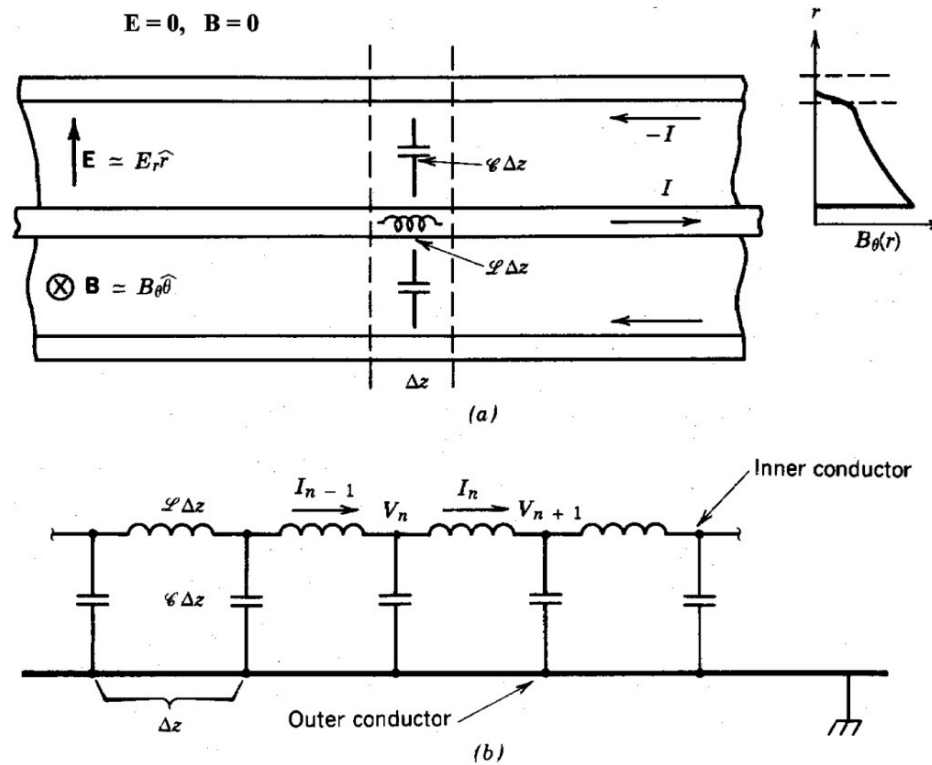 E = 0, B = 0
r
E ≃ E_r r̂
−I
𝒞Δz
I
ℒΔz
B_θ(r)
B ≃ B_θ θ̂
Δz
(a)
Inner conductor
ℒΔz
I_{n − 1}
V_n
I_n
V_{n + 1}
𝒞Δz
Δz
Outer conductor
(b)